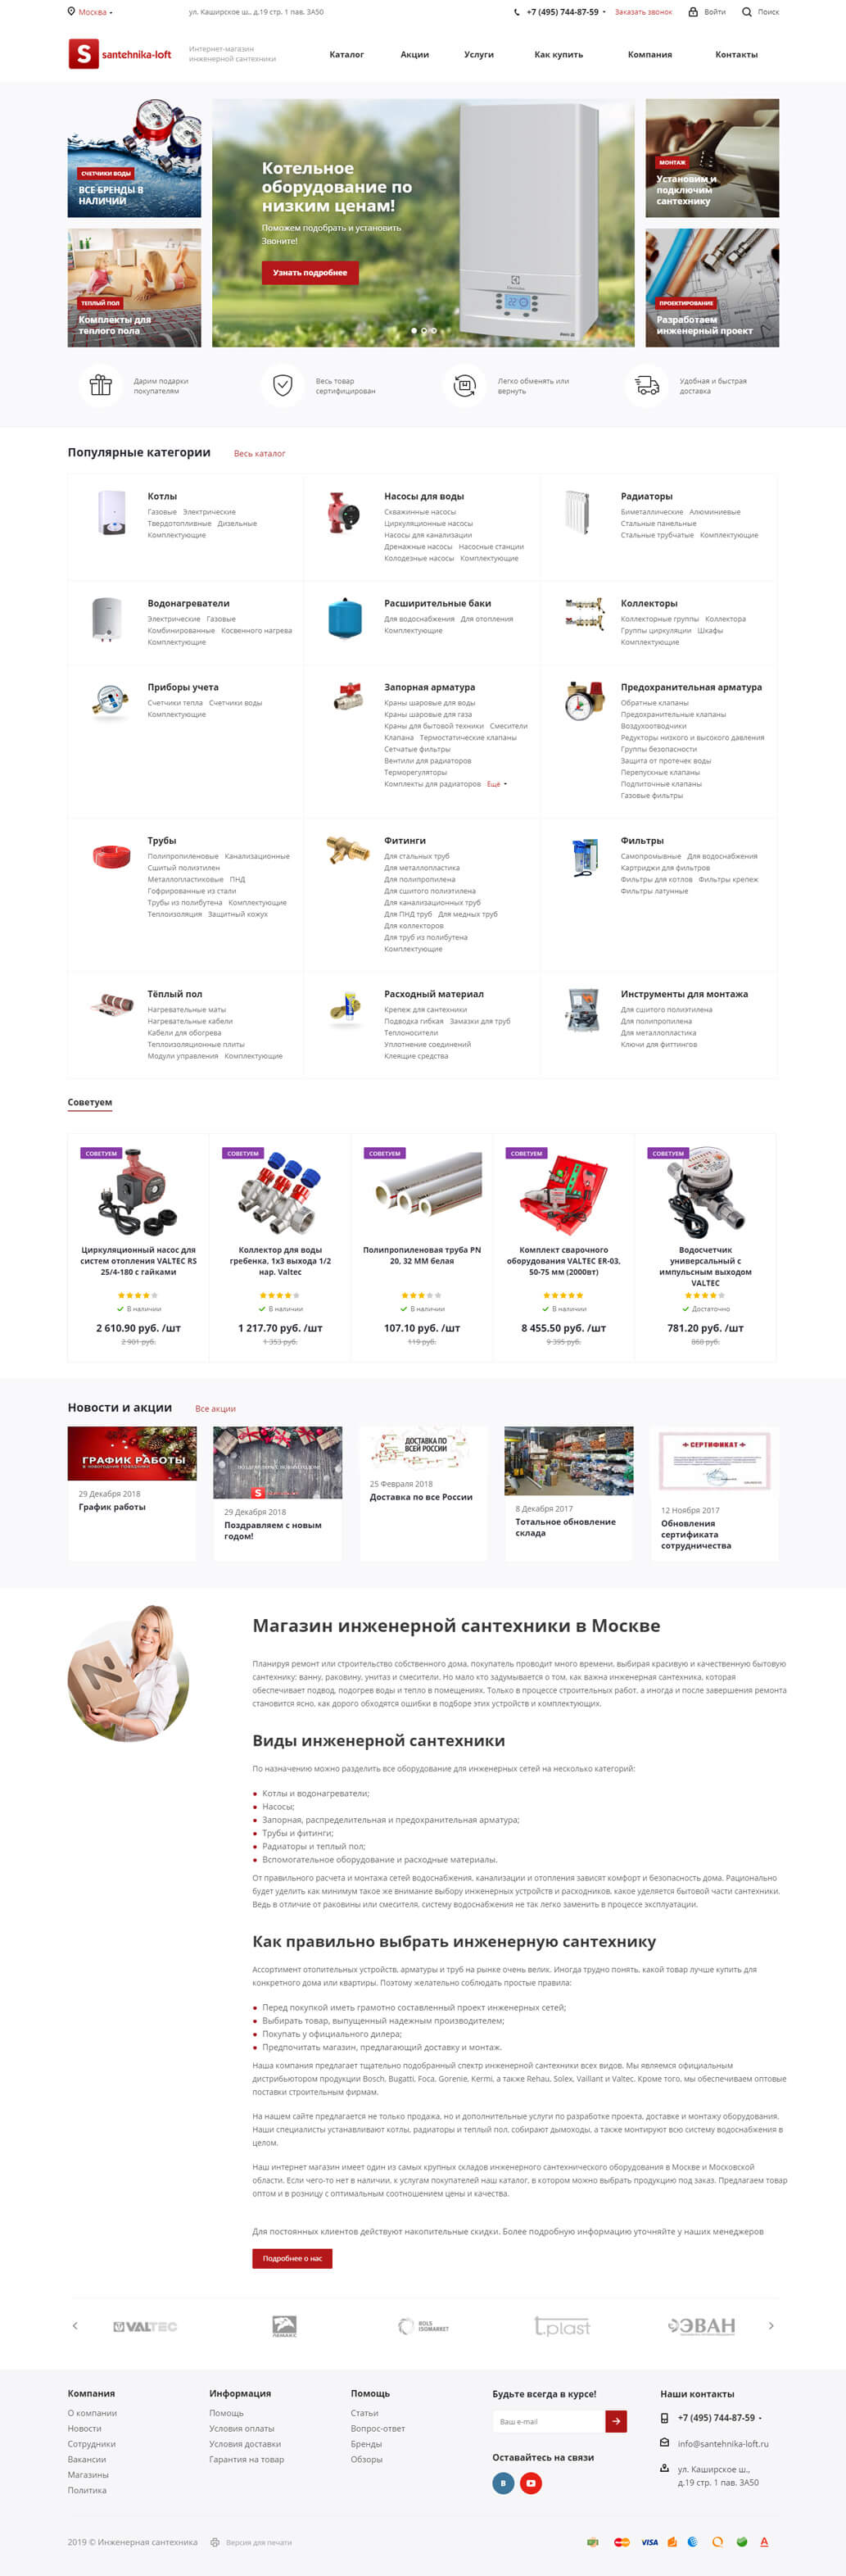 Москва
ул. Каширское ш., д.19 стр. 1 пав. 3А50
+7 (495) 744-87-59
Заказать звонок
Войти
Поиск
S santehnika-loft
Интернет-магазин
инженерной сантехники
Каталог
Акции
Услуги
Как купить
Компания
Контакты
СЧЕТЧИКИ ВОДЫ
ВСЕ БРЕНДЫ В
НАЛИЧИИ
ТЕПЛЫЙ ПОЛ
Комплекты для
теплого пола
Котельное
оборудование по
низким ценам!
Поможем подобрать и установить
Звоните!
Узнать подробнее
МОНТАЖ
Установим и
подключим
сантехнику
ПРОЕКТИРОВАНИЕ
Разработаем
инженерный проект
Дарим подарки
покупателям
Весь товар
сертифицирован
Легко обменять или
вернуть
Удобная и быстрая
доставка
Популярные категории
Весь каталог
Котлы
Газовые Электрические
Твердотопливные Дизельные
Комплектующие
Насосы для воды
Скважинные насосы
Циркуляционные насосы
Насосы для канализации
Дренажные насосы Насосные станции
Колодезные насосы Комплектующие
Радиаторы
Биметаллические Алюминиевые
Стальные панельные
Стальные трубчатые Комплектующие
Водонагреватели
Электрические Газовые
Комбинированные Косвенного нагрева
Комплектующие
Расширительные баки
Для водоснабжения Для отопления
Комплектующие
Коллекторы
Коллекторные группы Коллектора
Группы циркуляции Шкафы
Комплектующие
Приборы учета
Счетчики тепла Счетчики воды
Комплектующие
Запорная арматура
Краны шаровые для воды
Краны шаровые для газа
Краны для бытовой техники Смесители
Клапана Термостатические клапаны
Сетчатые фильтры
Вентили для радиаторов
Терморегуляторы
Комплекты для радиаторов Ещё
Предохранительная арматура
Обратные клапаны
Предохранительные клапаны
Воздухоотводчики
Редукторы низкого и высокого давления
Группы безопасности
Защита от протечек воды
Перепускные клапаны
Подпиточные клапаны
Газовые фильтры
Трубы
Полипропиленовые Канализационные
Сшитый полиэтилен
Металлопластиковые ПНД
Гофрированные из стали
Трубы из полибутена Комплектующие
Теплоизоляция Защитный кожух
Фитинги
Для стальных труб
Для металлопластика
Для полипропилена
Для сшитого полиэтилена
Для канализационных труб
Для ПНД труб Для медных труб
Для коллекторов
Для труб из полибутена
Комплектующие
Фильтры
Самопромывные Для водоснабжения
Картриджи для фильтров
Фильтры для котлов Фильтры крепеж
Фильтры латунные
Тёплый пол
Нагревательные маты
Нагревательные кабели
Кабели для обогрева
Теплоизоляционные плиты
Модули управления Комплектующие
Расходный материал
Крепеж для сантехники
Подводка гибкая Замазки для труб
Теплоносители
Уплотнение соединений
Клеящие средства
Инструменты для монтажа
Для сшитого полиэтилена
Для полипропилена
Для металлопластика
Ключи для фиттингов
Советуем
СОВЕТУЕМ
Циркуляционный насос для
систем отопления VALTEC RS
25/4-180 с гайками
В наличии
2 610.90 руб. /шт
2 901 руб.
СОВЕТУЕМ
Коллектор для воды
гребенка, 1х3 выхода 1/2
нар. Valtec
В наличии
1 217.70 руб. /шт
1 353 руб.
СОВЕТУЕМ
Полипропиленовая труба PN
20, 32 ММ белая
В наличии
107.10 руб. /шт
119 руб.
СОВЕТУЕМ
Комплект сварочного
оборудования VALTEC ER-03,
50-75 мм (2000вт)
В наличии
8 455.50 руб. /шт
9 395 руб.
СОВЕТУЕМ
Водосчетчик
универсальный с
импульсным выходом
VALTEC
Достаточно
781.20 руб. /шт
868 руб.
Новости и акции
Все акции
ГРАФИК РАБОТЫ
29 Декабря 2018
График работы
29 Декабря 2018
Поздравляем с новым
годом!
ДОСТАВКА ПО
ВСЕЙ РОССИИ
25 Февраля 2018
Доставка по все России
8 Декабря 2017
Тотальное обновление
склада
СЕРТИФИКАТ
12 Ноября 2017
Обновления
сертификата
сотрудничества
Магазин инженерной сантехники в Москве
Планируя ремонт или строительство собственного дома, покупатель проводит много времени, выбирая красивую и качественную бытовую
сантехнику: ванну, раковину, унитаз и смесители. Но мало кто задумывается о том, как важна инженерная сантехника, которая
обеспечивает подвод, подогрев воды и тепло в помещениях. Только в процессе строительных работ, а иногда и после завершения ремонта
становится ясно, как дорого обходятся ошибки в подборе этих устройств и комплектующих.
Виды инженерной сантехники
По назначению можно разделить все оборудование для инженерных сетей на несколько категорий:
Котлы и водонагреватели;
Насосы;
Запорная, распределительная и предохранительная арматура;
Трубы и фитинги;
Радиаторы и теплый пол;
Вспомогательное оборудование и расходные материалы.
От правильного расчета и монтажа сетей водоснабжения, канализации и отопления зависят комфорт и безопасность дома. Рационально
будет уделить как минимум такое же внимание выбору инженерных устройств и расходников, какое уделяется бытовой части сантехники.
Ведь в отличие от раковины или смесителя, систему водоснабжения не так легко заменить в процессе эксплуатации.
Как правильно выбрать инженерную сантехнику
Ассортимент отопительных устройств, арматуры и труб на рынке очень велик. Иногда трудно понять, какой товар лучше купить для
конкретного дома или квартиры. Поэтому желательно соблюдать простые правила:
Перед покупкой иметь грамотно составленный проект инженерных сетей;
Выбирать товар, выпущенный надежным производителем;
Покупать у официального дилера;
Предпочитать магазин, предлагающий доставку и монтаж.
Наша компания предлагает тщательно подобранный спектр инженерной сантехники всех видов. Мы являемся официальным
дистрибьютором продукции Bosch, Bugatti, Foca, Gorenie, Kermi, а также Rehau, Solex, Vaillant и Valtec. Кроме того, мы обеспечиваем оптовые
поставки строительным фирмам.
На нашем сайте предлагается не только продажа, но и дополнительные услуги по разработке проекта, доставке и монтажу оборудования.
Наши специалисты устанавливают котлы, радиаторы и теплый пол, собирают дымоходы, а также монтируют всю систему водоснабжения в
целом.
Наш интернет магазин имеет один из самых крупных складов инженерного сантехнического оборудования в Москве и Московской
области. Если чего-то нет в наличии, к услугам покупателей наш каталог, в котором можно выбрать продукцию под заказ. Предлагаем товар
оптом и в розницу с оптимальным соотношением цены и качества.
Для постоянных клиентов действуют накопительные скидки. Более подробную информацию уточняйте у наших менеджеров
Подробнее о нас
VALTEC
ROLS
ISOMARKET
t.plast
ЭВАН
Компания
О компании
Новости
Сотрудники
Вакансии
Магазины
Политика
Информация
Помощь
Условия оплаты
Условия доставки
Гарантия на товар
Помощь
Статьи
Вопрос-ответ
Бренды
Обзоры
Будьте всегда в курсе!
Ваш e-mail
Оставайтесь на связи
Наши контакты
+7 (495) 744-87-59
info@santehnika-loft.ru
ул. Каширское ш.,
д.19 стр. 1 пав. 3А50
2019 © Инженерная сантехника
Версия для печати
VISA